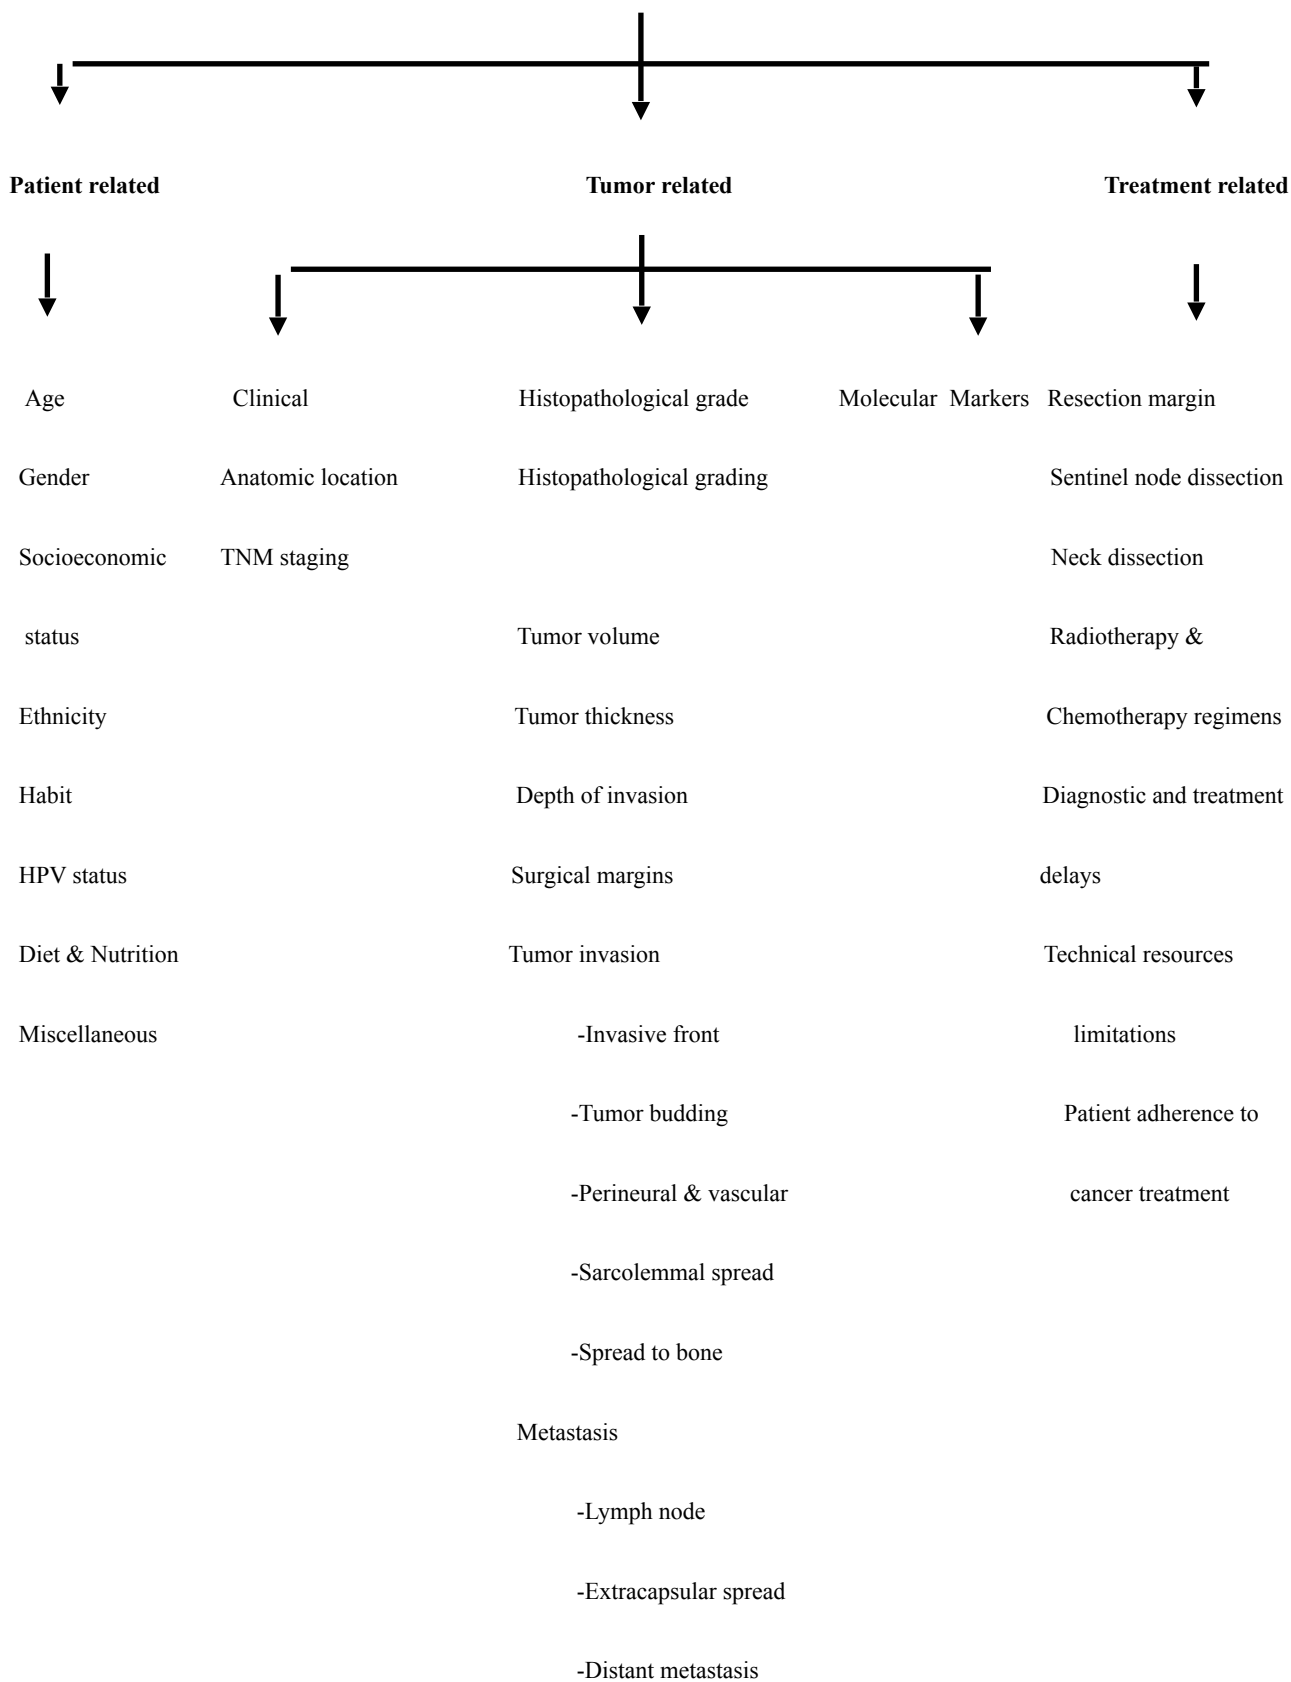 Patient related Tumor related Treatment related
Age Clinical Histopathological grade Molecular Markers Resection margin
Gender Anatomic location Histopathological grading Sentinel node dissection
Socioeconomic TNM staging Neck dissection
status Tumor volume Radiotherapy &
Ethnicity Tumor thickness Chemotherapy regimens
Habit Depth of invasion Diagnostic and treatment
HPV status Surgical margins delays
Diet & Nutrition Tumor invasion Technical resources
Miscellaneous -Invasive front limitations
-Tumor budding Patient adherence to
-Perineural & vascular cancer treatment
-Sarcolemmal spread
-Spread to bone
Metastasis
-Lymph node
-Extracapsular spread
-Distant metastasis